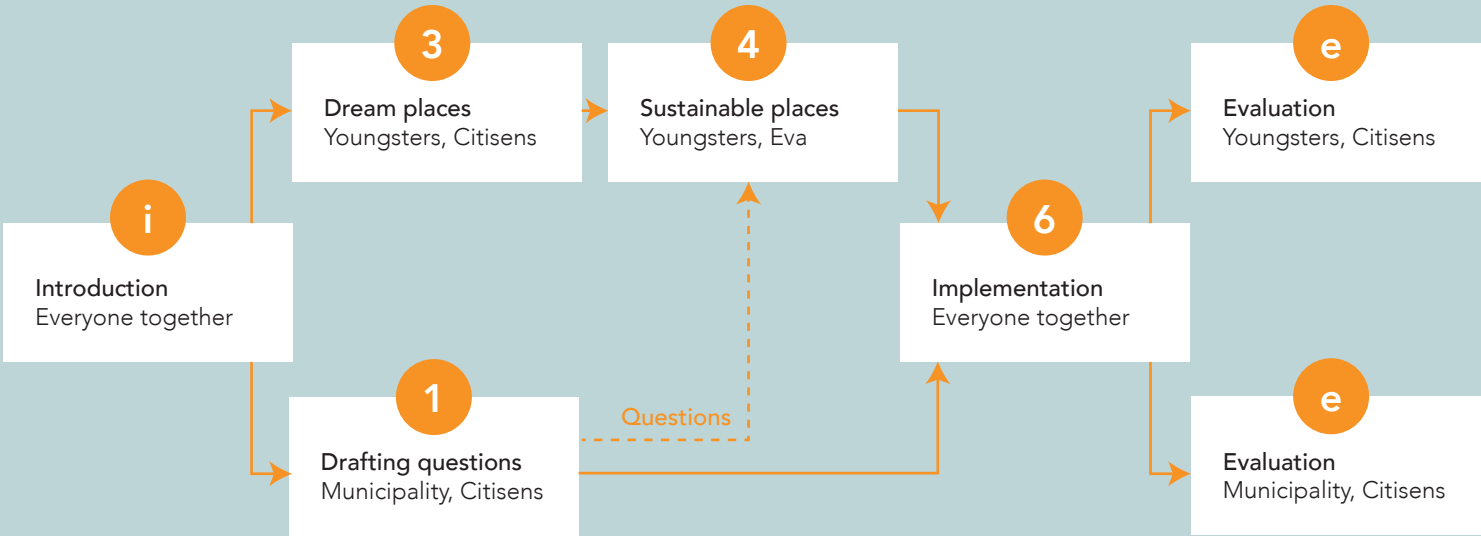 3
Dream places
Youngsters, Citisens
4
Sustainable places
Youngsters, Eva
e
Evaluation
Youngsters, Citisens
i
Introduction
Everyone together
6
Implementation
Everyone together
1
Drafting questions
Municipality, Citisens
Questions
e
Evaluation
Municipality, Citisens